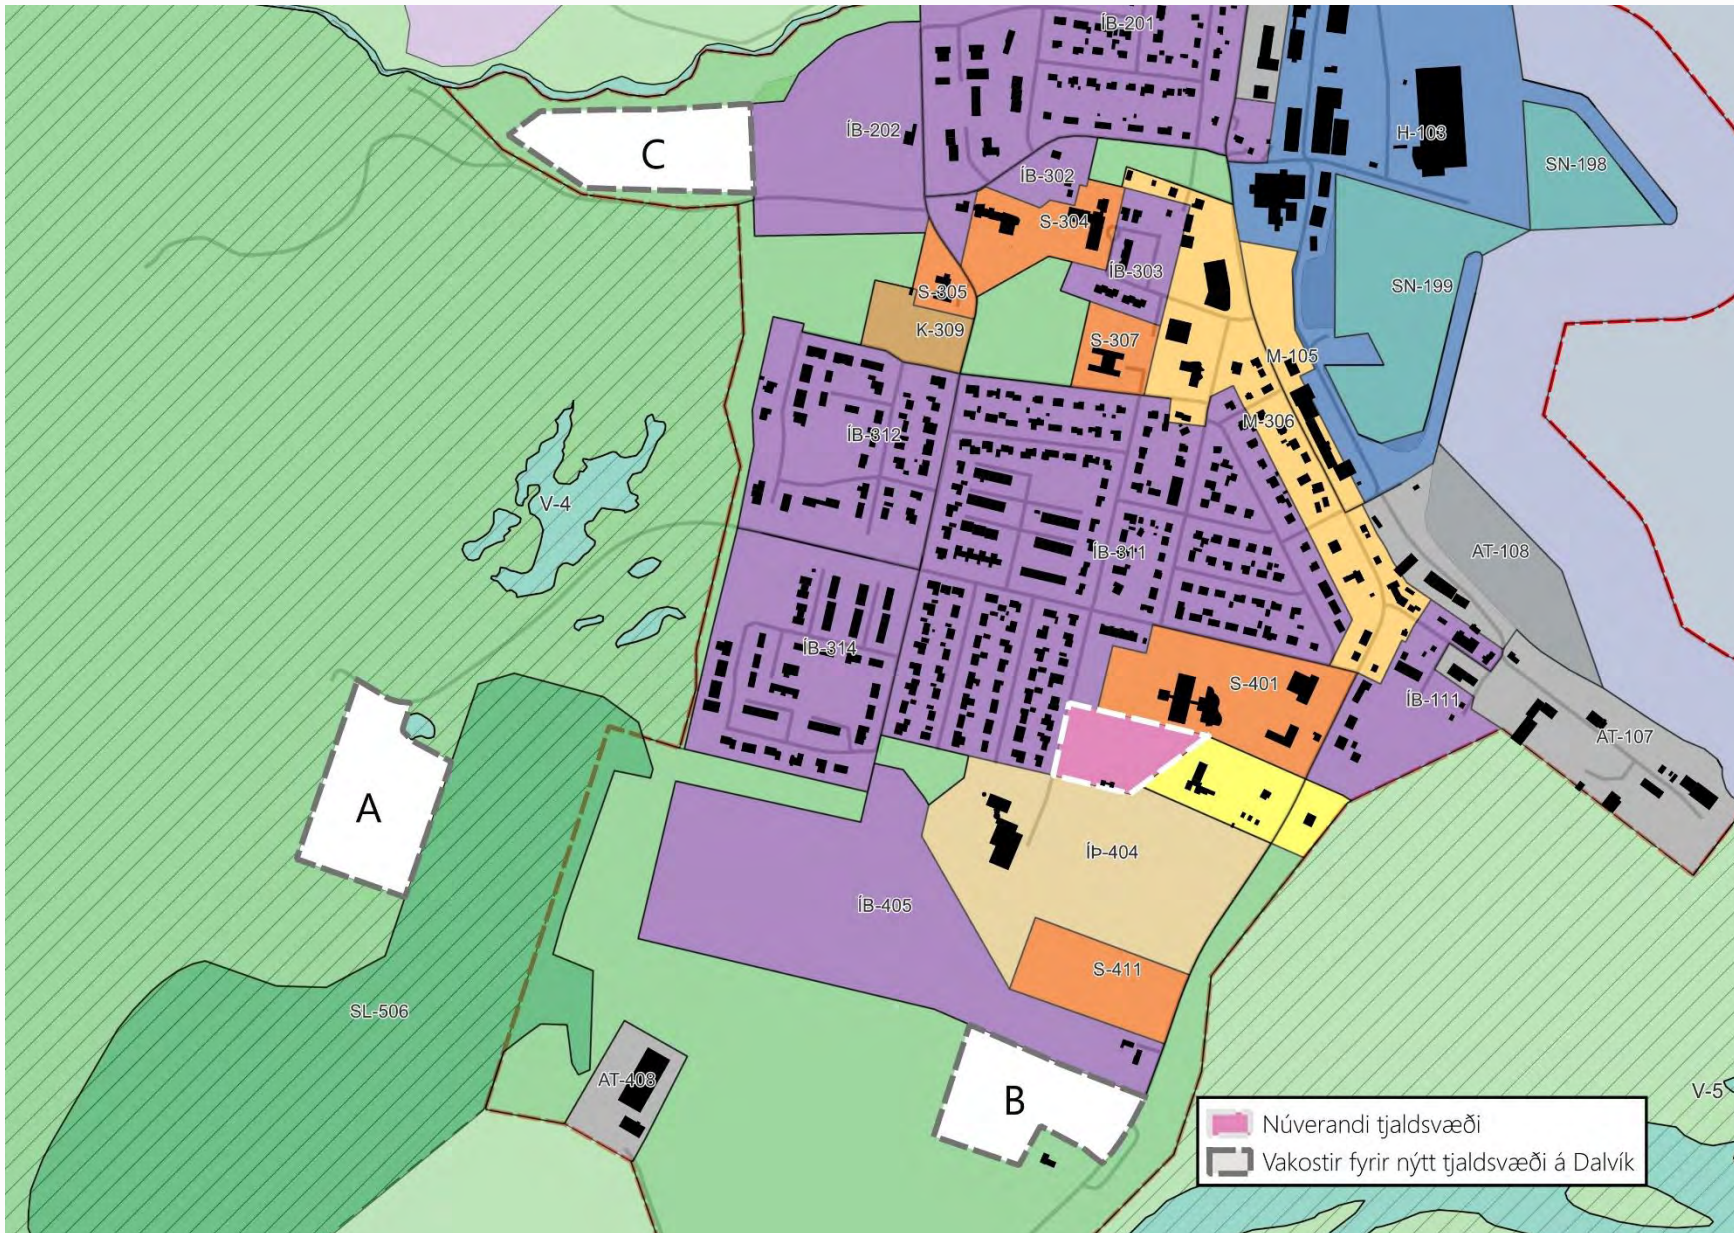 ÍB-201
H-103
ÍB-202
C
SN-198
ÍB-302
S-304
ÍB-303
S-305
SN-199
K-309
S-307
M-105
M-306
ÍB-312
V-4
ÍB-311
AT-108
ÍB-314
S-401
ÍB-111
AT-107
A
ÍÞ-404
ÍB-405
S-411
SL-506
AT-408
B
V-5
Núverandi tjaldsvæði
Vakostir fyrir nýtt tjaldsvæði á Dalvík